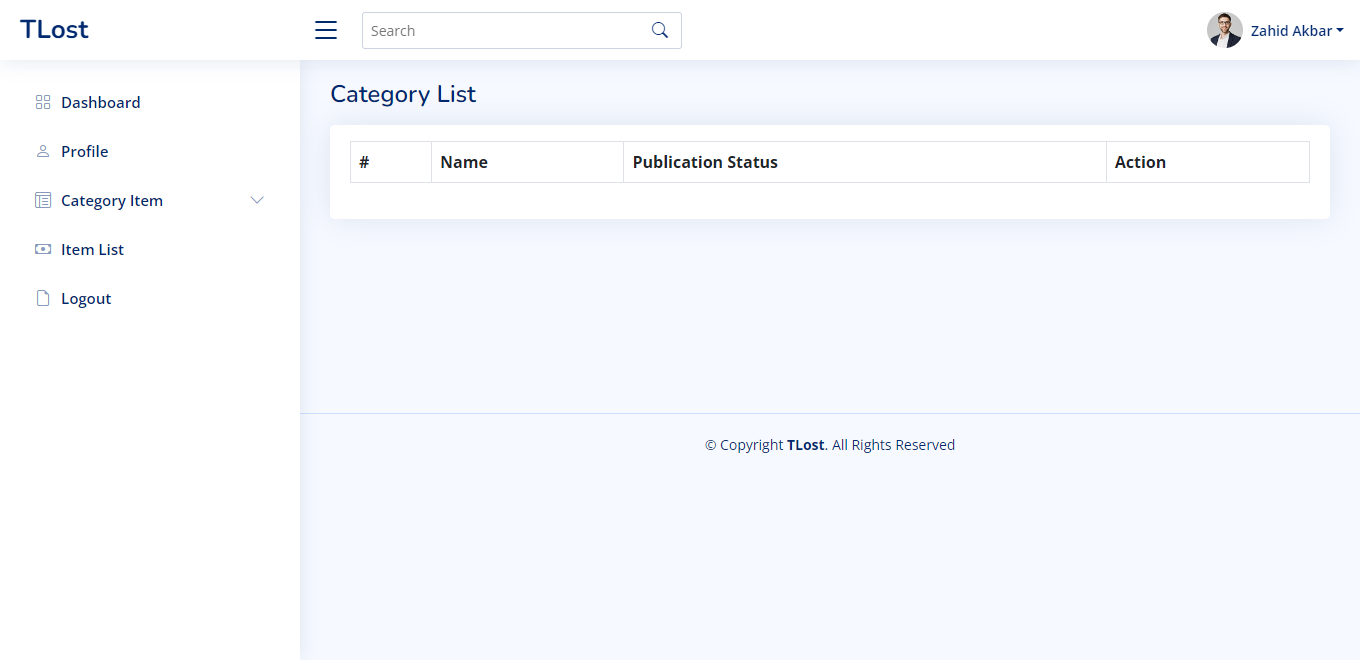 TLost
Search
Zahid Akbar
Dashboard
Profile
Category Item
Item List
Logout
Category List
# Name Publication Status Action
© Copyright TLost. All Rights Reserved